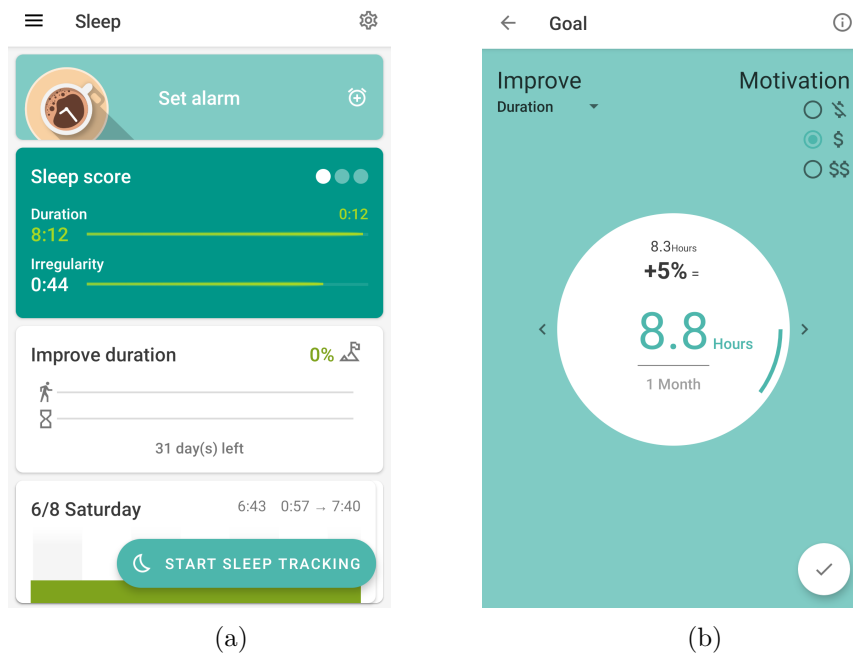 Sleep
Set alarm
Sleep score
Duration 0:12
8:12
Irregularity
0:44
Improve duration 0%
31 day(s) left
6/8 Saturday 6:43 0:57 → 7:40
START SLEEP TRACKING
(a)
Goal
Improve Motivation
Duration
$
$
$$
8.3 Hours
+5% =
8.8 Hours
1 Month
(b)